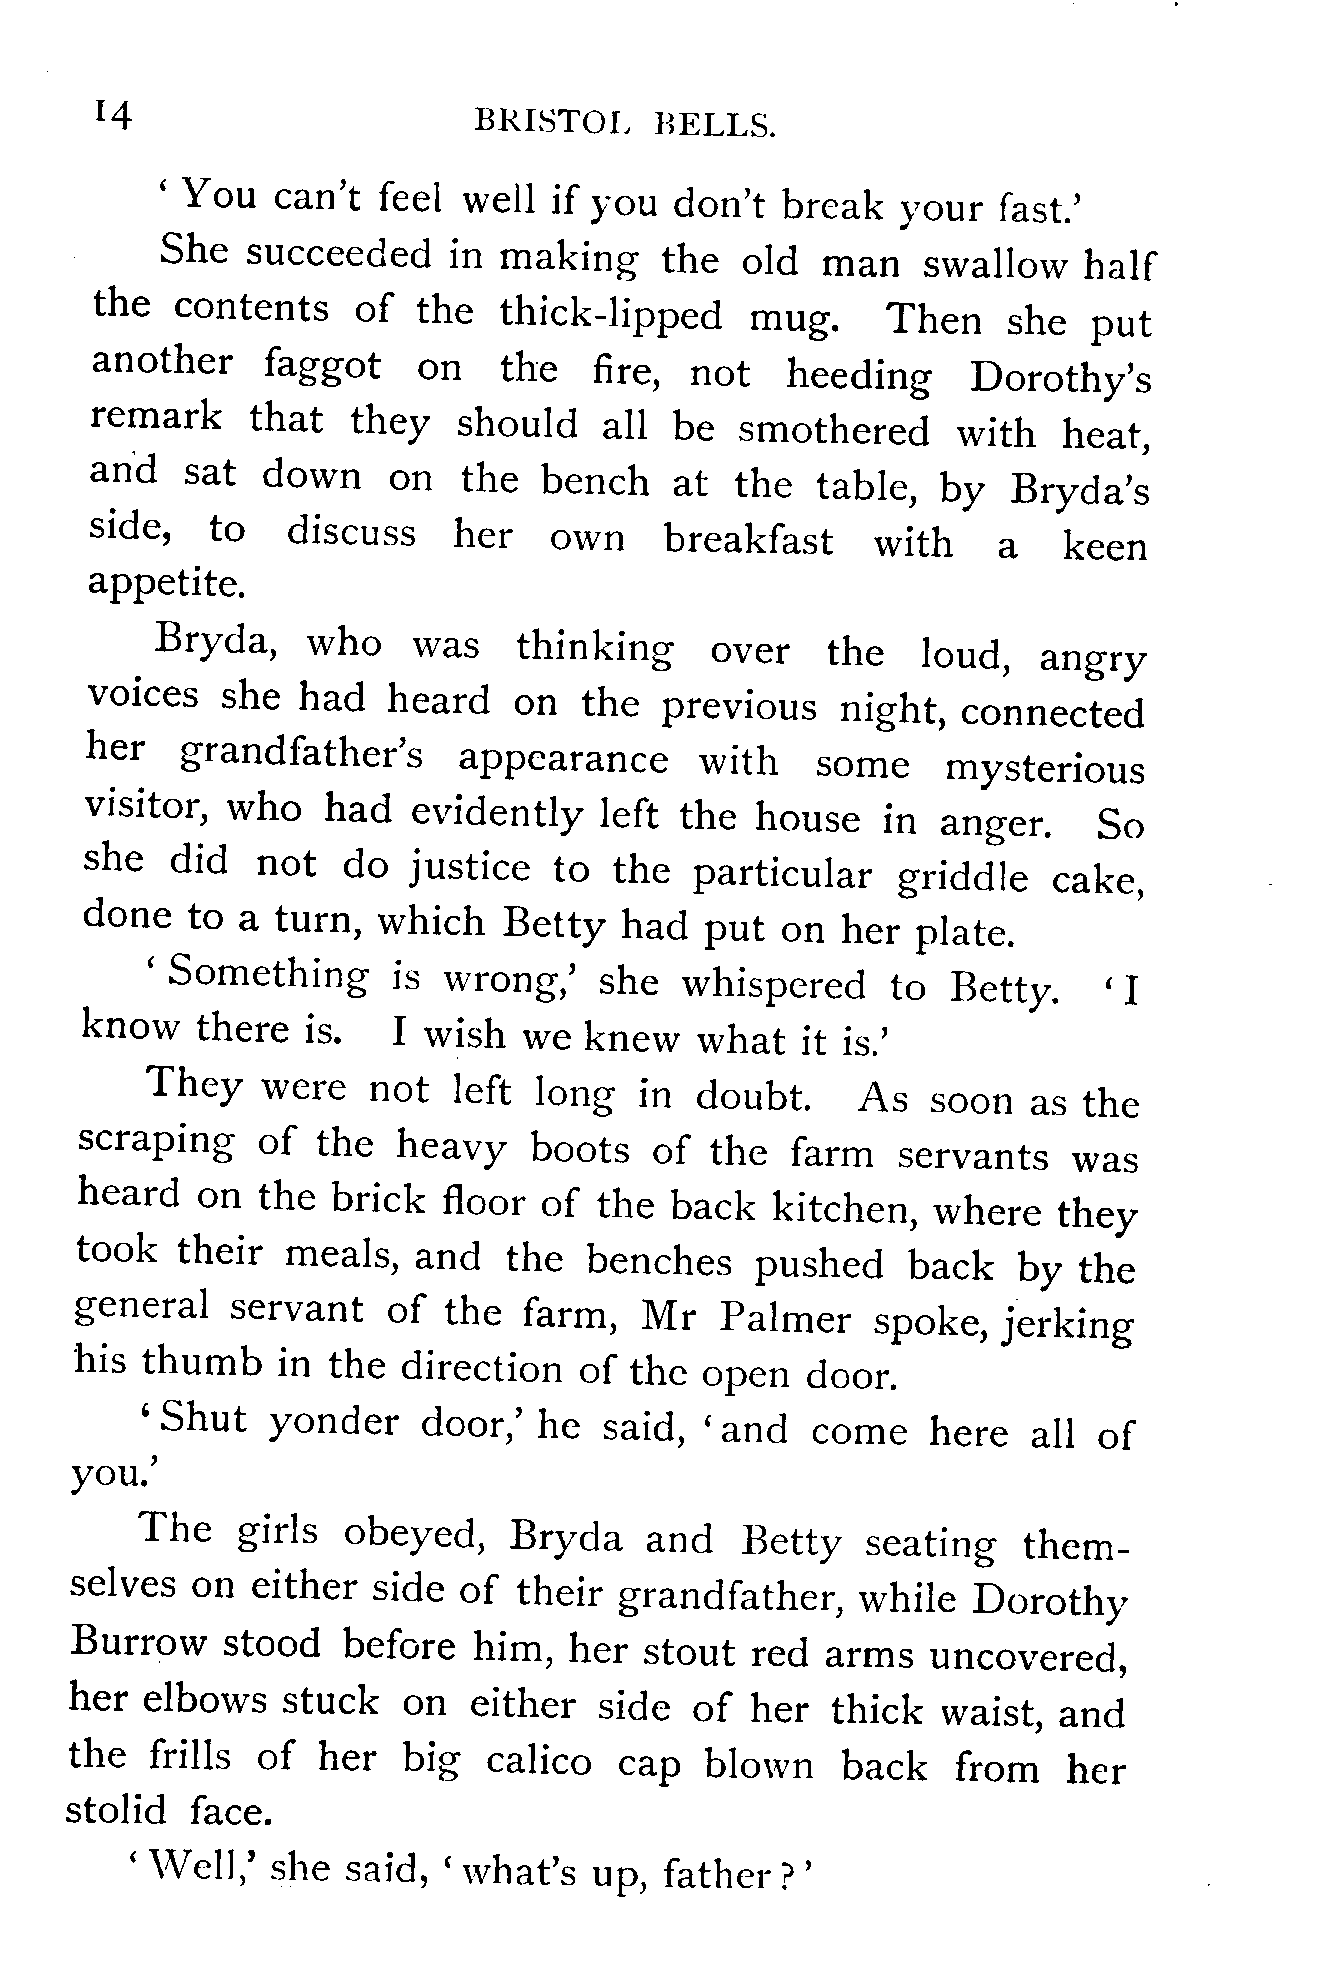 14 BRISTOL BELLS.
‘ You can’t feel well if you don’t break your fast.’
She succeeded in making the old man swallow half
the contents of the thick-lipped mug. Then she put
another faggot on the fire, not heeding Dorothy’s
remark that they should all be smothered with heat,
and sat down on the bench at the table, by Bryda’s
side, to discuss her own breakfast with a keen
appetite.
Bryda, who was thinking over the loud, angry
voices she had heard on the previous night, connected
her grandfather’s appearance with some mysterious
visitor, who had evidently left the house in anger. So
she did not do justice to the particular griddle cake,
done to a turn, which Betty had put on her plate.
‘ Something is wrong,’ she whispered to Betty. ‘ I
know there is. I wish we knew what it is.’
They were not left long in doubt. As soon as the
scraping of the heavy boots of the farm servants was
heard on the brick floor of the back kitchen, where they
took their meals, and the benches pushed back by the
general servant of the farm, Mr Palmer spoke, jerking
his thumb in the direction of the open door.
‘ Shut yonder door,’ he said, ‘ and come here all of
you.’
The girls obeyed, Bryda and Betty seating them-
selves on either side of their grandfather, while Dorothy
Burrow stood before him, her stout red arms uncovered,
her elbows stuck on either side of her thick waist, and
the frills of her big calico cap blown back from her
stolid face.
‘ Well,’ she said, ‘ what’s up, father ? ’